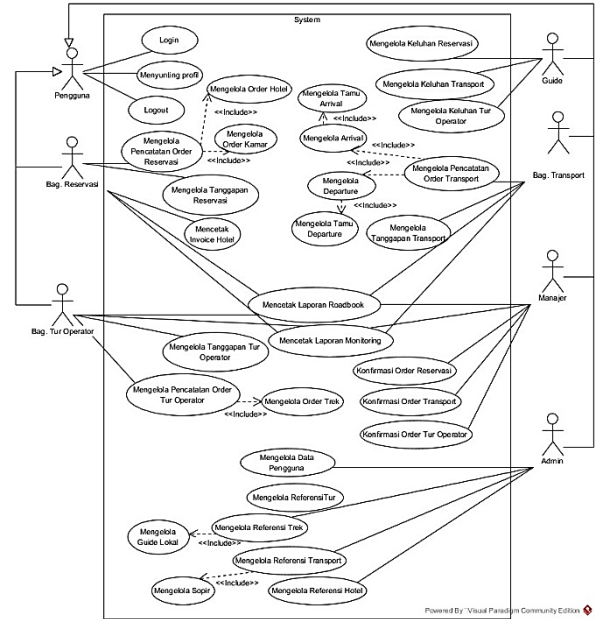 System
Login
Menyunting profil
Logout
Pengguna
Mengelola Order Hotel
<<Include>>
Mengelola
Pencatatan Order
Reservasi
Mengelola
Order Kamar
<<Include>>
Bag. Reservasi
Mengelola Tanggapan
Reservasi
Mencetak
Invoice Hotel
Mengelola Tamu
Arrival
<<Include>>
Mengelola Arrival
<<Include>>
Mengelola
Departure
Mengelola Pencatatan
Order Transport
<<Include>>
<<Include>>
Mengelola Tamu
Departure
Mengelola
Tanggapan Transport
Mengelola Keluhan Reservasi
Mengelola Keluhan Transport
Mengelola Keluhan Tur
Operator
Guide
Bag. Transport
Mencetak Laporan Roadbook
Mencetak Laporan Monitoring
Manajer
Bag. Tur Operator
Mengelola Tanggapan Tur
Operator
Mengelola Pencatatan Order
Tur Operator
<<Include>>
Mengelola Order Trek
Konfirmasi Order Reservasi
Konfirmasi Order Transport
Konfirmasi Order Tur Operator
Admin
Mengelola Data
Pengguna
Mengelola ReferensiTur
Mengelola Referensi Trek
Mengelola
Guide Lokal
<<Include>>
Mengelola Referensi Transport
Mengelola Sopir
<<Include>>
Mengelola Referensi Hotel
Powered By Visual Paradigm Community Edition